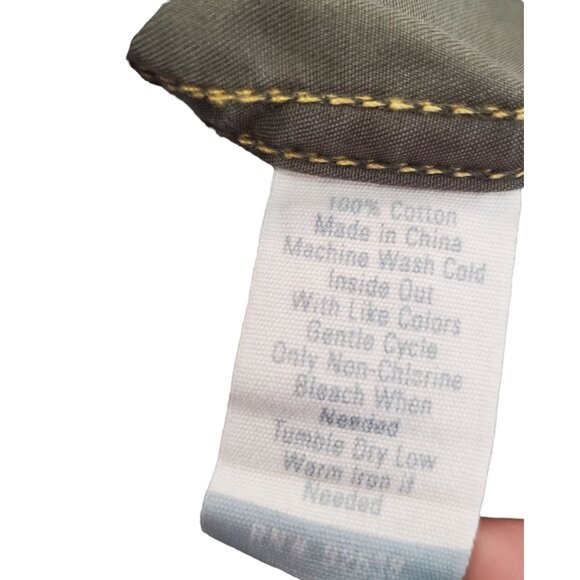 100% Cotton
Made in China
Machine Wash Cold
Inside Out
With Like Colors
Gentle Cycle
Only Non-Chlorine
Bleach When
Needed
Tumble Dry Low
Warm Iron if
Needed